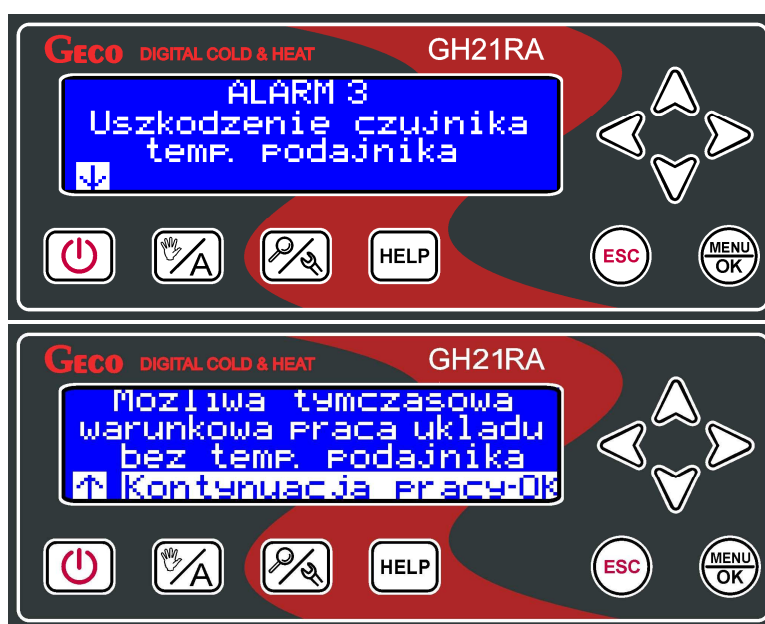 GECO DIGITAL COLD & HEAT GH21RA
ALARM 3
Uszkodzenie czujnika
temp. podajnika
↓
A HELP ESC MENU
OK
GECO DIGITAL COLD & HEAT GH21RA
Mozliwa tymczasowa
warunkowa praca ukladu
bez temp. podajnika
↑ Kontynuacja pracy-OK
A HELP ESC MENU
OK